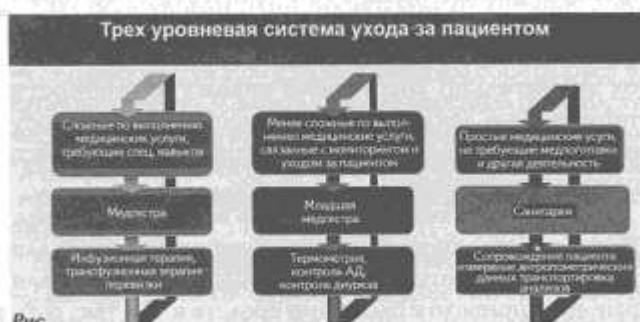 Трех уровневая система ухода за пациентом
Сложные по выполнению
медицинские услуги,
требующие спец. навыков
Медсестра
Инфузионная терапия,
трансфузионная терапия
перевязки
Менее сложные по выпол-
нению медицинские услуги,
связанные с мониторингом и
уходом за пациентом
Младшая
медсестра
Термометрия,
контроль АД,
контроль диуреза
Простые медицинские услуги,
не требующие медподготовки
и другая деятельность
Санитарка
Сопровождение пациента
измерение антропометрических
данных транспортировка
анализов
Рис